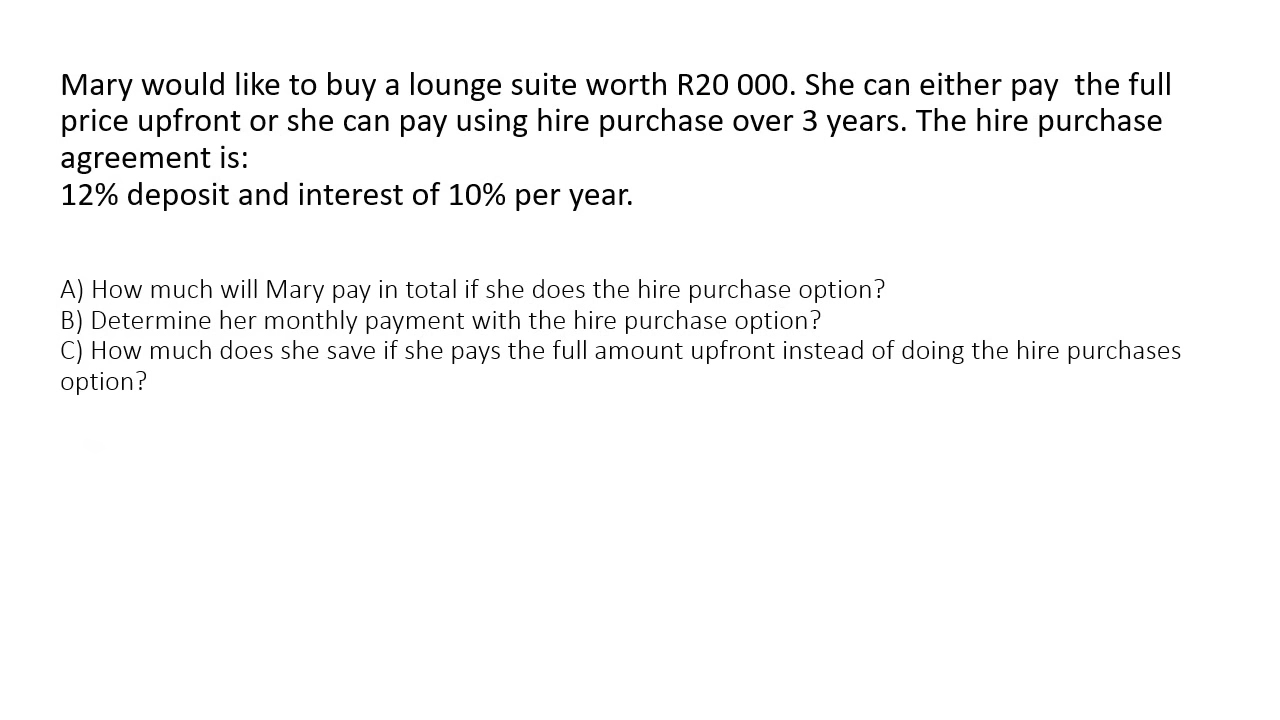 Mary would like to buy a lounge suite worth R20 000. She can either pay  the full
price upfront or she can pay using hire purchase over 3 years. The hire purchase
agreement is:
12% deposit and interest of 10% per year.
A) How much will Mary pay in total if she does the hire purchase option?
B) Determine her monthly payment with the hire purchase option?
C) How much does she save if she pays the full amount upfront instead of doing the hire purchases
option?